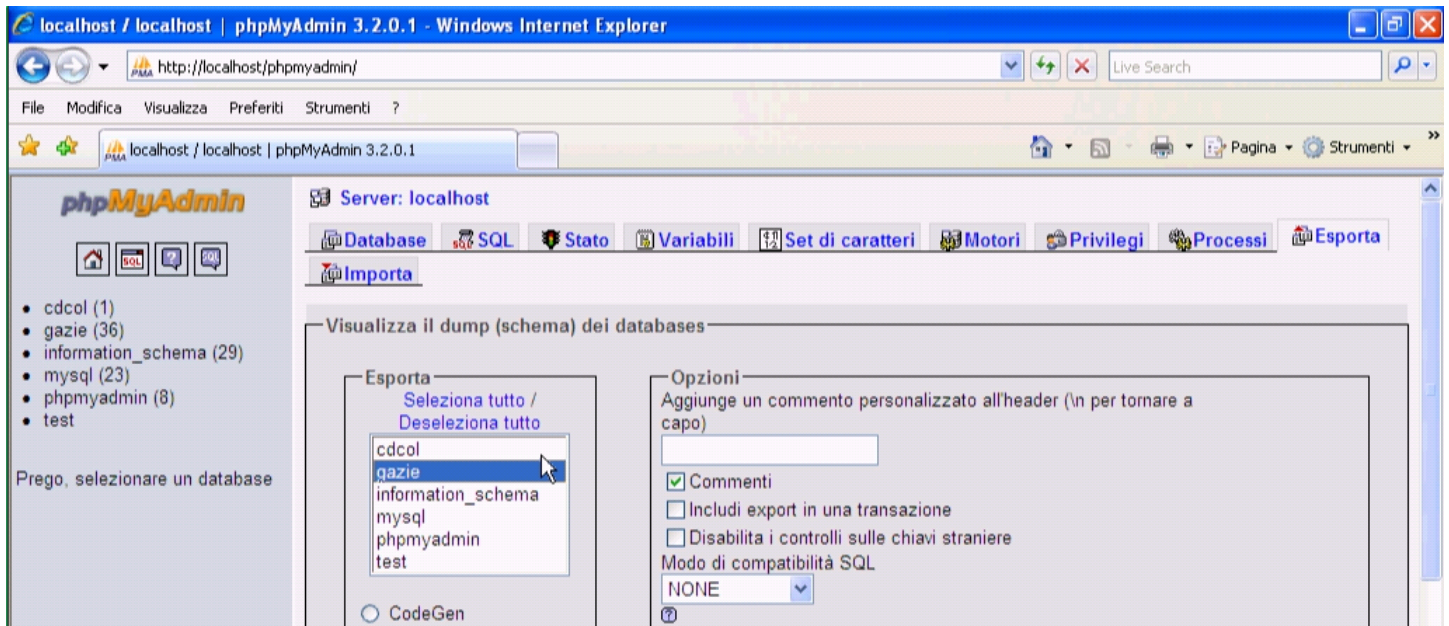 localhost / localhost | phpMyAdmin 3.2.0.1 - Windows Internet Explorer
http://localhost/phpmyadmin/
Live Search
File Modifica Visualizza Preferiti Strumenti ?
localhost / localhost | phpMyAdmin 3.2.0.1
Pagina Strumenti »
phpMyAdmin
SQL
SQL
cdcol (1)
gazie (36)
information_schema (29)
mysql (23)
phpmyadmin (8)
test
Prego, selezionare un database
Server: localhost
Database SQL Stato Variabili Set di caratteri Motori Privilegi Processi Esporta
Importa
Visualizza il dump (schema) dei databases
Esporta
Seleziona tutto /
Deseleziona tutto
cdcol
gazie
information_schema
mysql
phpmyadmin
test
CodeGen
Opzioni
Aggiunge un commento personalizzato all'header (\n per tornare a
capo)
Commenti
Includi export in una transazione
Disabilita i controlli sulle chiavi straniere
Modo di compatibilità SQL
NONE
?